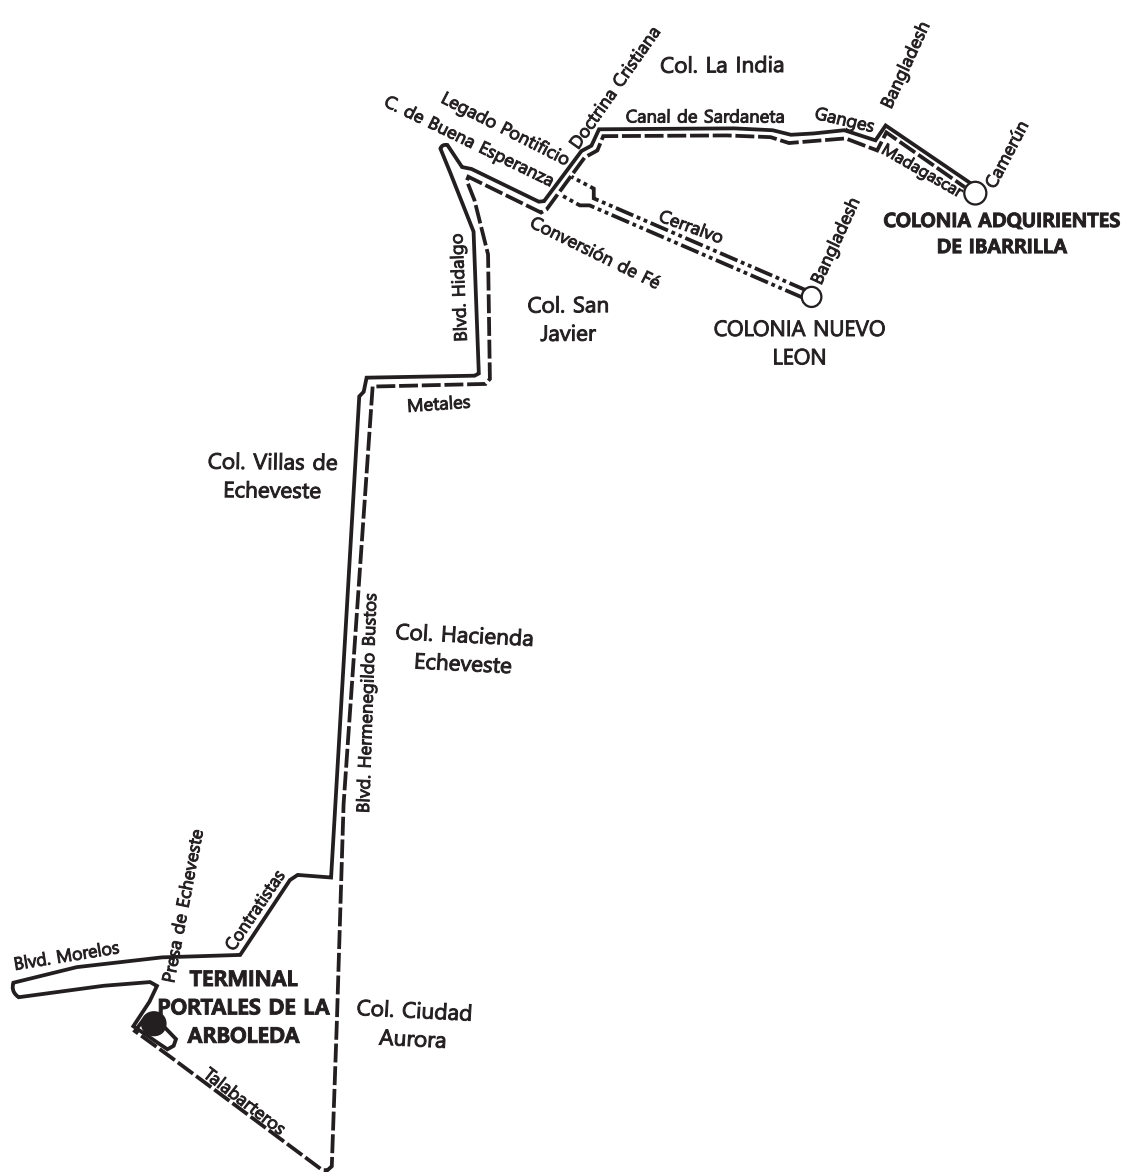 Bangladesh
Doctrina Cristiana
Col. La India
Legado Pontificio
C. de Buena Esperanza
Canal de Sardaneta
Ganges
Camerún
Madagascar
COLONIA ADQUIRIENTES
DE IBARRILLA
Cerralvo
Bangladesh
Conversión de Fé
Blvd. Hidalgo
Col. San
Javier
COLONIA NUEVO
LEON
Metales
Col. Villas de
Echeveste
Blvd. Hermenegildo Bustos
Col. Hacienda
Echeveste
Presa de Echeveste
Contratistas
Blvd. Morelos
TERMINAL
PORTALES DE LA
ARBOLEDA
Col. Ciudad
Aurora
Talabarteros